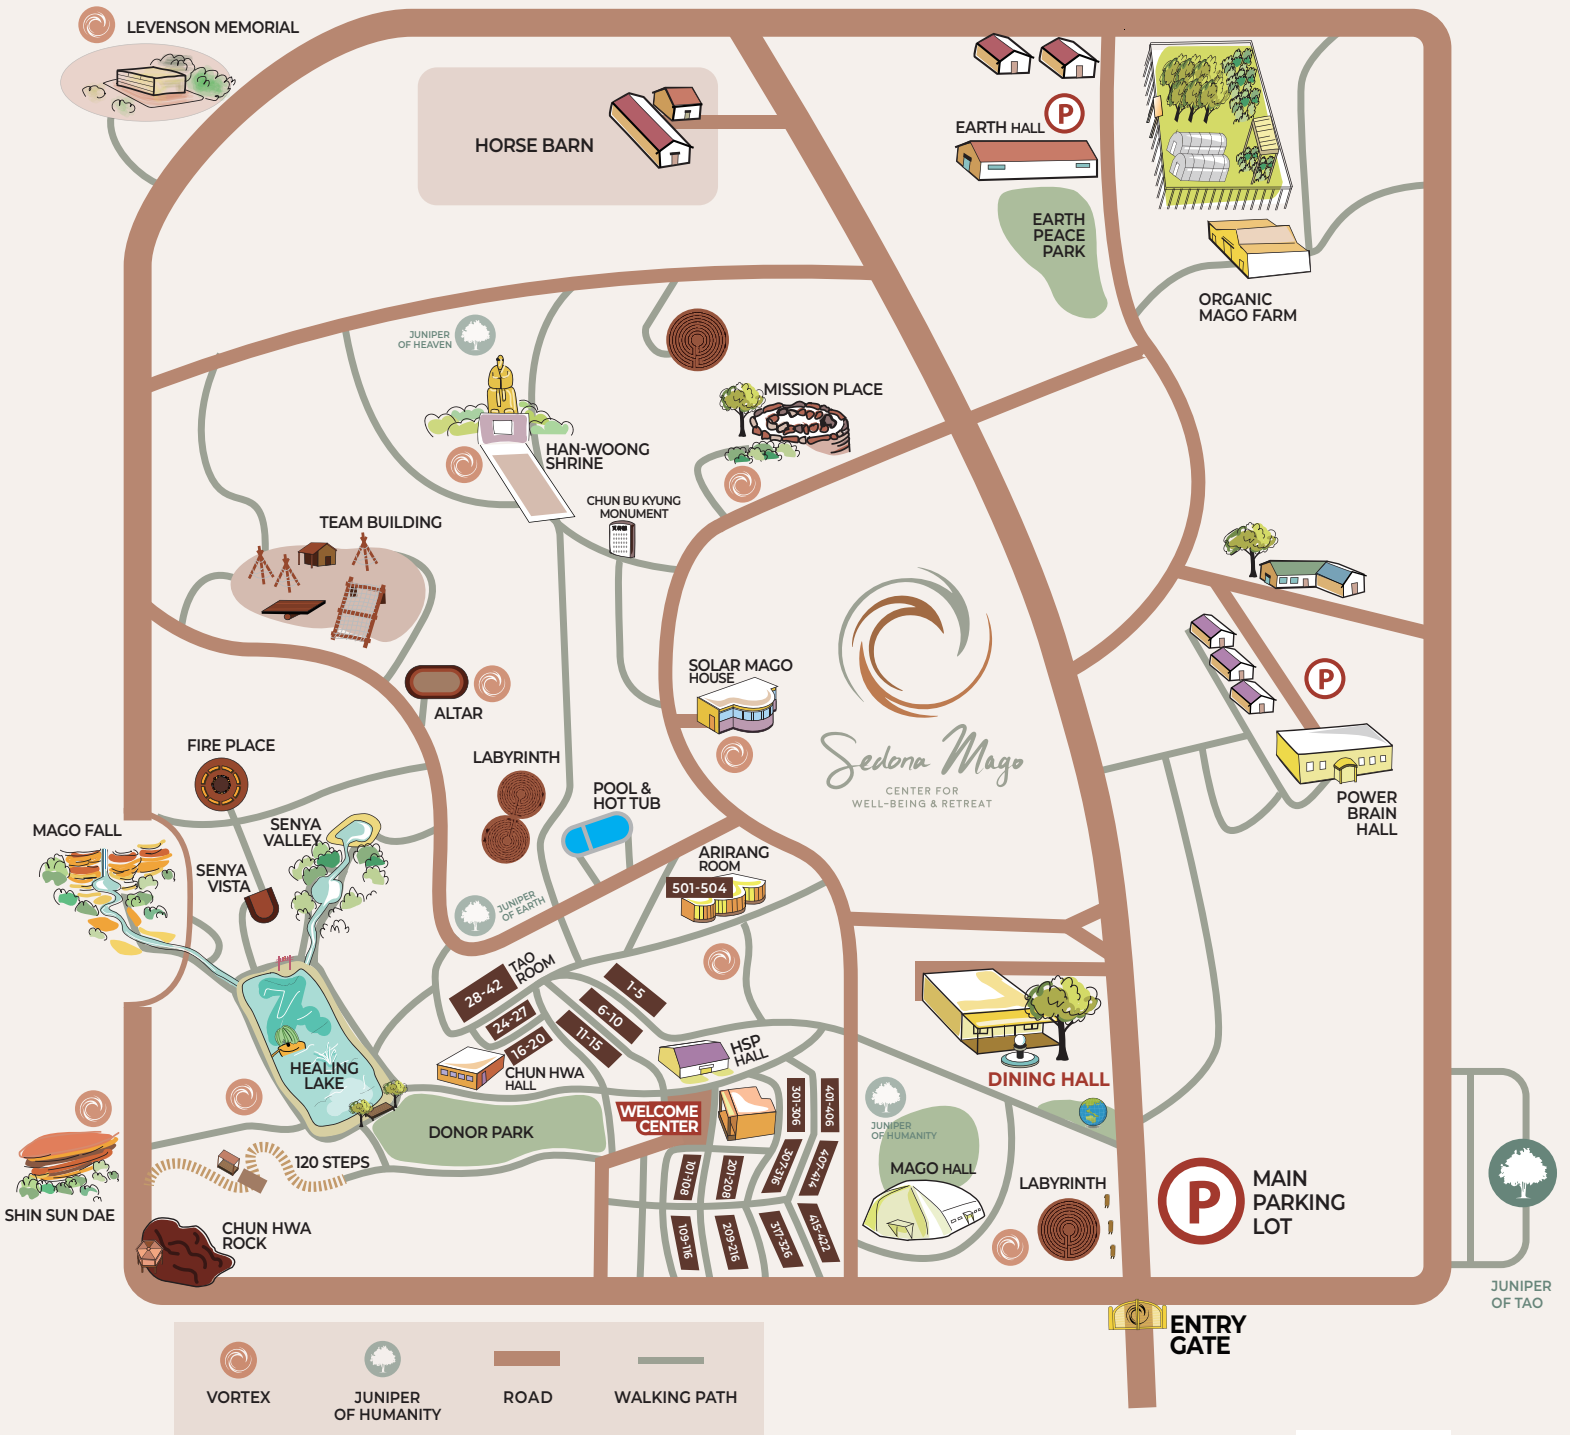 LEVENSON MEMORIAL
HORSE BARN
EARTH HALL
P
EARTH
PEACE
PARK
ORGANIC
MAGO FARM
JUNIPER
OF HEAVEN
MISSION PLACE
HAN-WOONG
SHRINE
CHUN BU KYUNG
MONUMENT
TEAM BUILDING
SOLAR MAGO
HOUSE
P
ALTAR
Sedona Mago
CENTER FOR
WELL-BEING & RETREAT
FIRE PLACE
LABYRINTH
POOL &
HOT TUB
POWER
BRAIN
HALL
MAGO FALL
SENYA
VALLEY
SENYA
VISTA
ARIRANG
ROOM
501-504
JUNIPER
OF EARTH
TAO
ROOM
28-42
24-27
16-20
1-5
6-10
11-15
HSP
HALL
CHUN HWA
HALL
HEALING
LAKE
DINING HALL
WELCOME
CENTER
301-306
401-406
JUNIPER
OF HUMANITY
DONOR PARK
120 STEPS
101-108
201-208
307-316
407-414
MAGO HALL
LABYRINTH
P
MAIN
PARKING
LOT
SHIN SUN DAE
CHUN HWA
ROCK
109-116
209-216
317-326
415-422
JUNIPER
OF TAO
ENTRY
GATE
VORTEX
JUNIPER
OF HUMANITY
ROAD
WALKING PATH